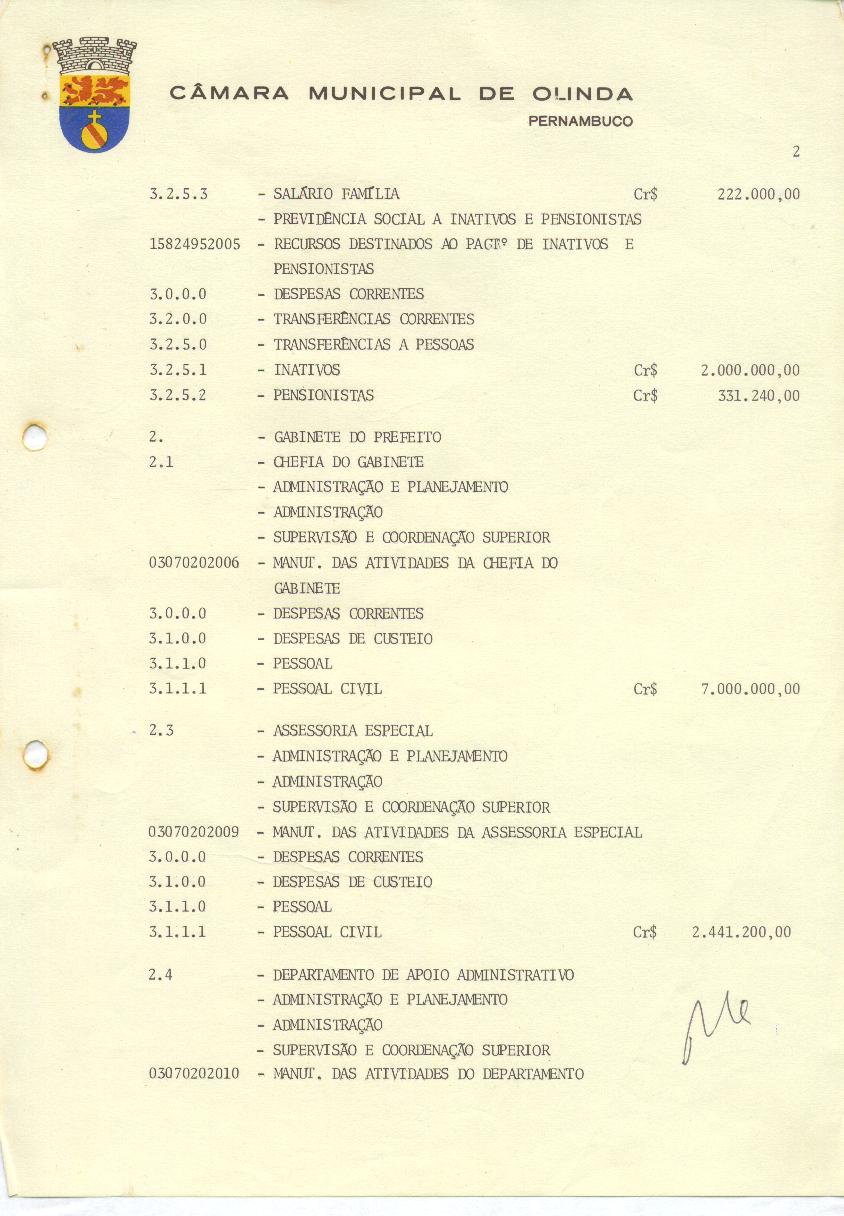 CÂMARA MUNICIPAL DE OLINDA
PERNAMBUCO
2
3.2.5.3 - SALÁRIO FAMÍLIA Cr$ 222.000,00
- PREVIDÊNCIA SOCIAL A INATIVOS E PENSIONISTAS
15824952005 - RECURSOS DESTINADOS AO PAGTº DE INATIVOS E
PENSIONISTAS
3.0.0.0 - DESPESAS CORRENTES
3.2.0.0 - TRANSFERÊNCIAS CORRENTES
3.2.5.0 - TRANSFERÊNCIAS A PESSOAS
3.2.5.1 - INATIVOS Cr$ 2.000.000,00
3.2.5.2 - PENSIONISTAS Cr$ 331.240,00
2. - GABINETE DO PREFEITO
2.1 - CHEFIA DO GABINETE
- ADMINISTRAÇÃO E PLANEJAMENTO
- ADMINISTRAÇÃO
- SUPERVISÃO E COORDENAÇÃO SUPERIOR
03070202006 - MANUT. DAS ATIVIDADES DA CHEFIA DO
GABINETE
3.0.0.0 - DESPESAS CORRENTES
3.1.0.0 - DESPESAS DE CUSTEIO
3.1.1.0 - PESSOAL
3.1.1.1 - PESSOAL CIVIL Cr$ 7.000.000,00
2.3 - ASSESSORIA ESPECIAL
- ADMINISTRAÇÃO E PLANEJAMENTO
- ADMINISTRAÇÃO
- SUPERVISÃO E COORDENAÇÃO SUPERIOR
03070202009 - MANUT. DAS ATIVIDADES DA ASSESSORIA ESPECIAL
3.0.0.0 - DESPESAS CORRENTES
3.1.0.0 - DESPESAS DE CUSTEIO
3.1.1.0 - PESSOAL
3.1.1.1 - PESSOAL CIVIL Cr$ 2.441.200,00
2.4 - DEPARTAMENTO DE APOIO ADMINISTRATIVO
- ADMINISTRAÇÃO E PLANEJAMENTO
- ADMINISTRAÇÃO
- SUPERVISÃO E COORDENAÇÃO SUPERIOR
03070202010 - MANUT. DAS ATIVIDADES DO DEPARTAMENTO